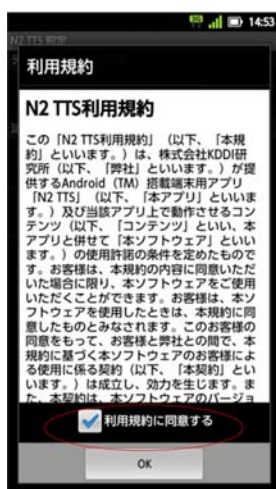 14:53
N2 TTS 設定
利用規約
N2 TTS利用規約
この「N2 TTS利用規約」（以下、「本規
約」といいます。）は、株式会社KDDI研
究所（以下、「弊社」といいます。）が提
供するAndroid（TM）搭載端末用アプリ
「N2 TTS」（以下、「本アプリ」といいま
す。）及び当該アプリ上で動作させるコン
テンツ（以下、「コンテンツ」といい、本
アプリと併せて「本ソフトウェア」といい
ます。）の使用許諾の条件を定めたもので
す。お客様は、本規約の内容に同意いただ
いた場合に限り、本ソフトウェアをご使用
いただくことができます。お客様は、本ソ
フトウェアを使用したときは、本規約に同
意したものとみなされます。このお客様の
同意をもって、お客様と弊社との間で、本
規約に基づく本ソフトウェアのお客様によ
る使用に係る契約（以下、「本契約」とい
います。）は成立し、効力を生じます。ま
た、本契約は、本ソフトウェアのバージョ
利用規約に同意する
OK